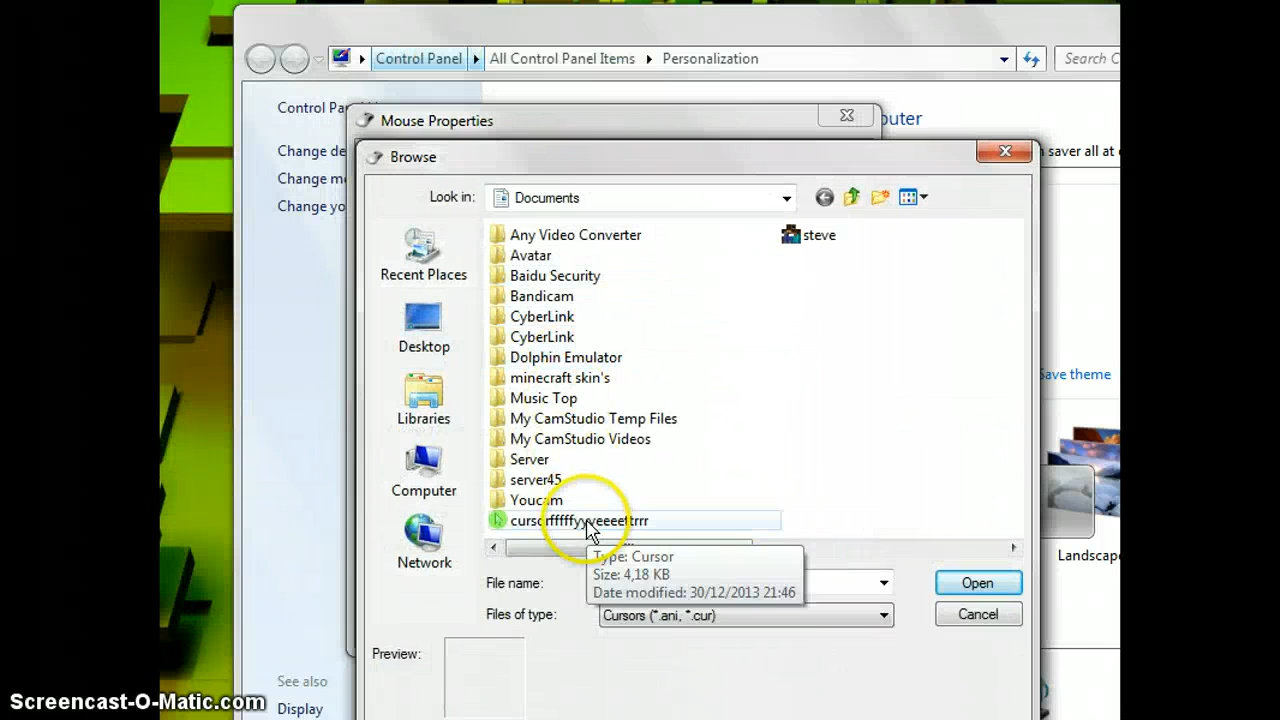 Control Panel
All Control Panel Items
Personalization
Search C
Control Pa
puter
Mouse Properties
Change de
saver all at
Browse
Change m
Look in:
Documents
Change yo
Any Video Converter
steve
Avatar
Recent Places
Baidu Security
Bandicam
CyberLink
Desktop
CyberLink
Dolphin Emulator
Save theme
minecraft skin's
Music Top
Libraries
My CamStudio Temp Files
My CamStudio Videos
Server
server45
Computer
Youcam
Network
Type: Cursor
Landscape
Size: 4,18 KB
File name:
Open
Date modified: 30/12/2013 21:46
Files of type:
Cursors (*.ani, *.cur)
Cancel
Preview:
See also
Screencast-O-Matic.com
Display